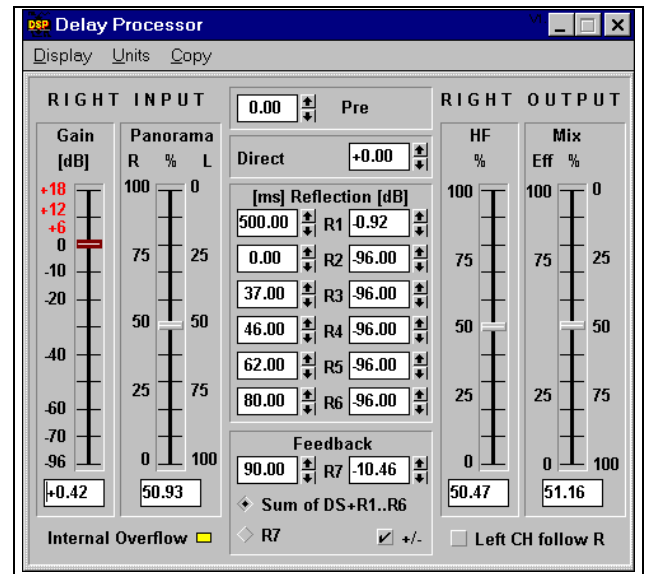 DSP Delay Processor
Display Units Copy
RIGHT INPUT
Gain
[dB]
+18
+12
+6
0
-10
-20
-40
-60
-70
-96
+0.42
Panorama
R % L
100 0
75 25
50 50
25 75
0 100
50.93
Internal Overflow
0.00 Pre
Direct +0.00
[ms] Reflection [dB]
500.00 R1 -0.92
0.00 R2 -96.00
37.00 R3 -96.00
46.00 R4 -96.00
62.00 R5 -96.00
80.00 R6 -96.00
Feedback
90.00 R7 -10.46
Sum of DS+R1..R6
R7 +/-
RIGHT OUTPUT
HF
%
100
75
50
25
0
50.47
Mix
Eff %
100 0
75 25
50 50
25 75
0 100
51.16
Left CH follow R